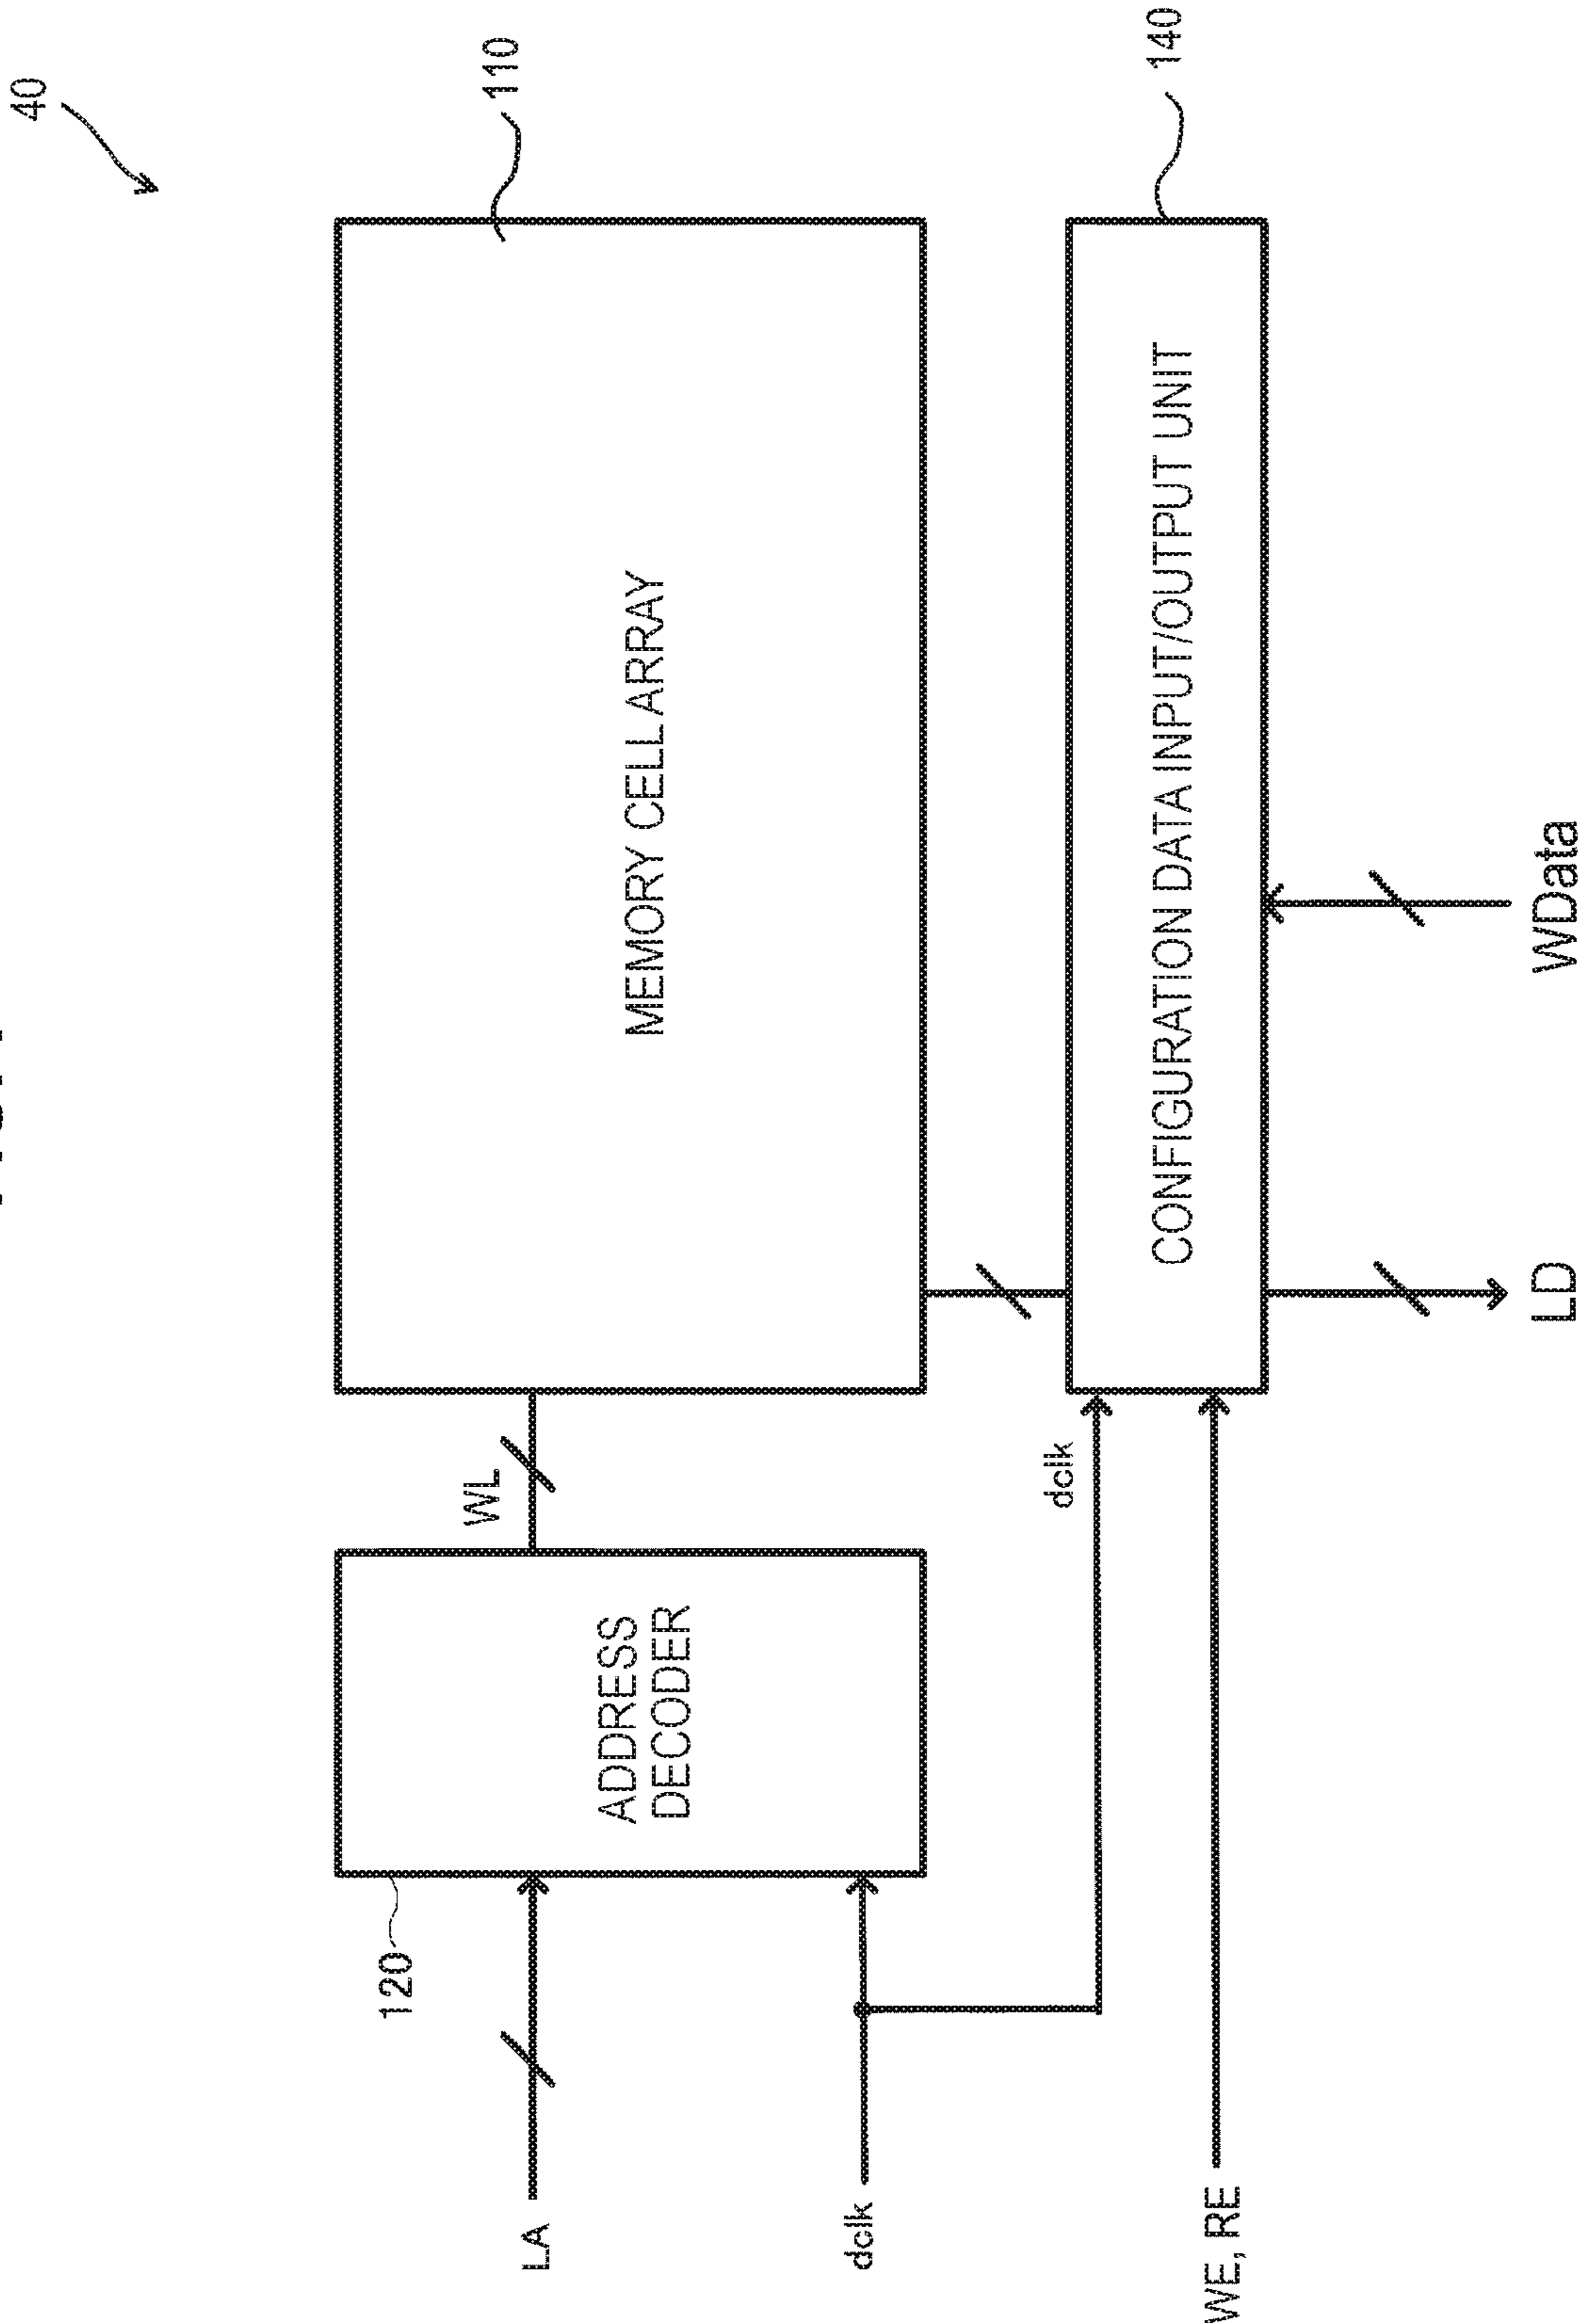 40
110
MEMORY CELL ARRAY
WL
120
ADDRESS
DECODER
LA
dclk
dclk
140
CONFIGURATION DATA INPUT/OUTPUT UNIT
WE, RE
LD
WData